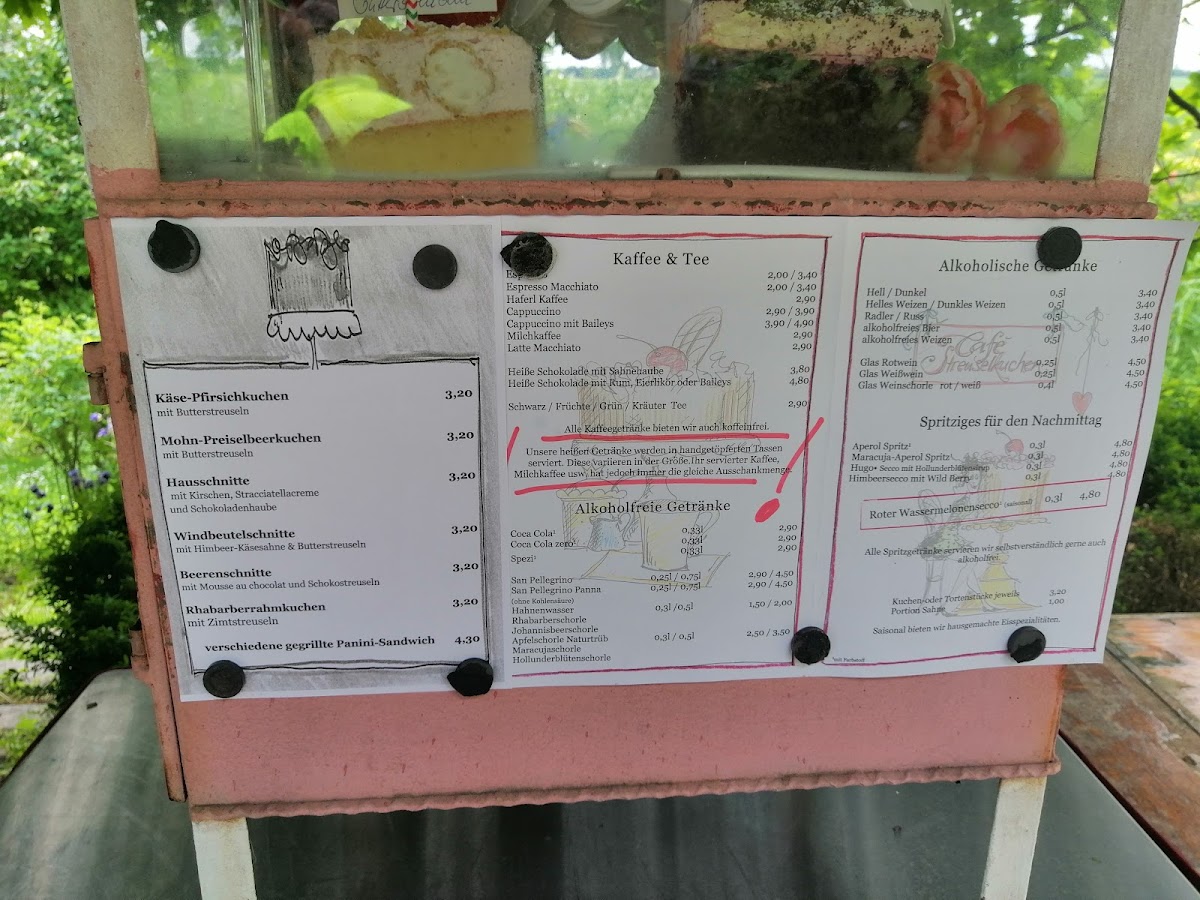 Käse-Pfirsichkuchen 3,20
mit Butterstreuseln
Mohn-Preiselbeerkuchen 3,20
mit Butterstreuseln
Hausschnitte 3,20
mit Kirschen, Stracciatellacreme
und Schokoladenhaube
Windbeutelschnitte 3,20
mit Himbeer-Käsesahne & Butterstreuseln
Beerenschnitte 3,20
mit Mousse au chocolat und Schokostreuseln
Rhabarberrahmkuchen 3,20
mit Zimtstreuseln
verschiedene gegrillte Panini-Sandwich 4,30
Kaffee & Tee
2,00 / 3,40
Espresso Macchiato 2,00 / 3,40
Haferl Kaffee 2,90
Cappuccino 2,90 / 3,90
Cappuccino mit Baileys 3,90 / 4,90
Milchkaffee 2,90
Latte Macchiato 2,90
Heiße Schokolade mit Sahnehaube 3,80
Heiße Schokolade mit Rum, Eierlikör oder Baileys 4,80
Schwarz / Früchte / Grün / Kräuter Tee 2,90
Alle Kaffeegetränke bieten wir auch koffeinfrei.
Unsere heißen Getränke werden in handgetöpferten Tassen
serviert. Diese variieren in der Größe. Ihr servierter Kaffee,
Milchkaffee usw. hat jedoch immer die gleiche Ausschankmenge.
!
Alkoholfreie Getränke
Coca Cola¹ 0,33l 2,90
Coca Cola zero¹ 0,33l 2,90
Spezi¹ 0,33l 2,90
San Pellegrino 0,25l / 0,75l 2,90 / 4,50
San Pellegrino Panna 0,25l / 0,75l 2,90 / 4,50
(ohne Kohlensäure)
Hahnenwasser 0,3l / 0,5l 1,50 / 2,00
Rhabarberschorle
Johannisbeerschorle
Apfelschorle Naturtrüb 0,3l / 0,5l 2,50 / 3,50
Maracujaschorle
Hollunderblütenschorle
Alkoholische Getränke
Hell / Dunkel 0,5l 3,40
Helles Weizen / Dunkles Weizen 0,5l 3,40
Radler / Russ 0,5l 3,40
alkoholfreies Bier 0,5l 3,40
alkoholfreies Weizen 0,5l 3,40
Café
Streuselkuchen
Glas Rotwein 0,25l 4,50
Glas Weißwein 0,25l 4,50
Glas Weinschorle rot / weiß 0,4l 4,50
Spritziges für den Nachmittag
Aperol Spritz¹ 0,3l 4,80
Maracuja-Aperol Spritz¹ 0,3l 4,80
Hugo• Secco mit Hollunderblütensirup 0,3l 4,80
Himbeersecco mit Wild Berry 0,3l 4,80
Roter Wassermelonensecco¹ (saisonal) 0,3l 4,80
Alle Spritzgetränke servieren wir selbstverständlich gerne auch
alkoholfrei.
Kuchen oder Tortenstücke jeweils 3,20
Portion Sahne 1,00
Saisonal bieten wir hausgemachte Eisspezialitäten.
¹mit Farbstoff